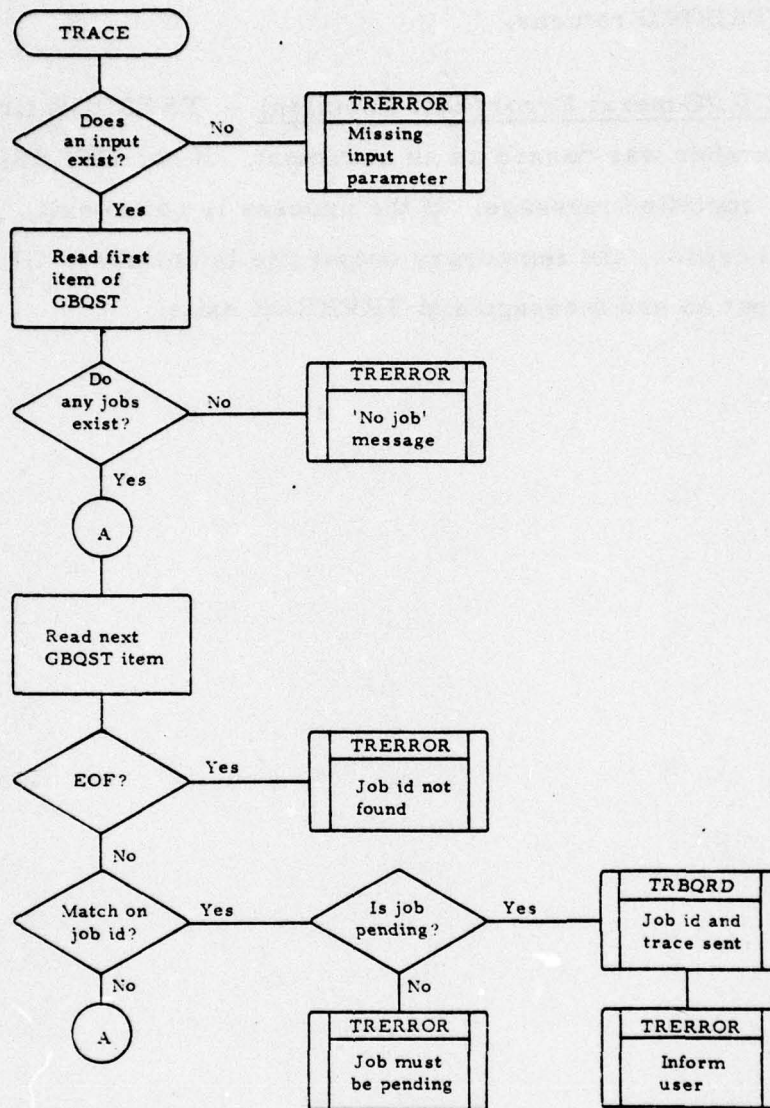 TRACE
Does
an input
exist?
No
TRERROR
Missing
input
parameter
Yes
Read first
item of
GBQST
Do
any jobs
exist?
No
TRERROR
'No job'
message
Yes
A
Read next
GBQST item
EOF?
Yes
TRERROR
Job id not
found
No
Match on
job id?
Yes
Is job
pending?
Yes
TRBQRD
Job id and
trace sent
No
A
No
TRERROR
Job must
be pending
TRERROR
Inform
user